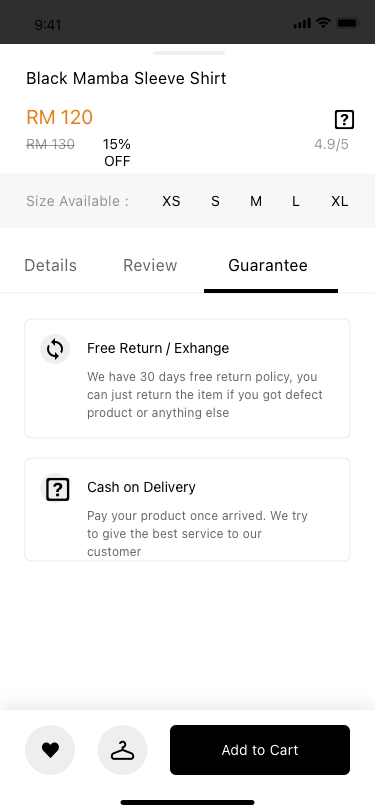 9:41
Black Mamba Sleeve Shirt
RM 120
RM 130
15%
OFF
4.9/5
Size Available :
XS
S
M
L
XL
Details
Review
Guarantee
Free Return / Exhange
We have 30 days free return policy, you
can just return the item if you got defect
product or anything else
Cash on Delivery
Pay your product once arrived. We try
to give the best service to our
customer
Add to Cart